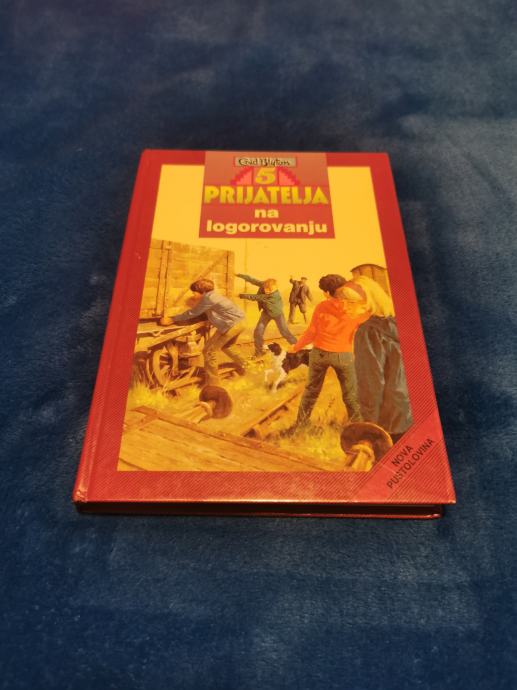 Enid Blyton
5
PRIJATELJA
na
logorovanju
NOVA
PUSTOLOVINA